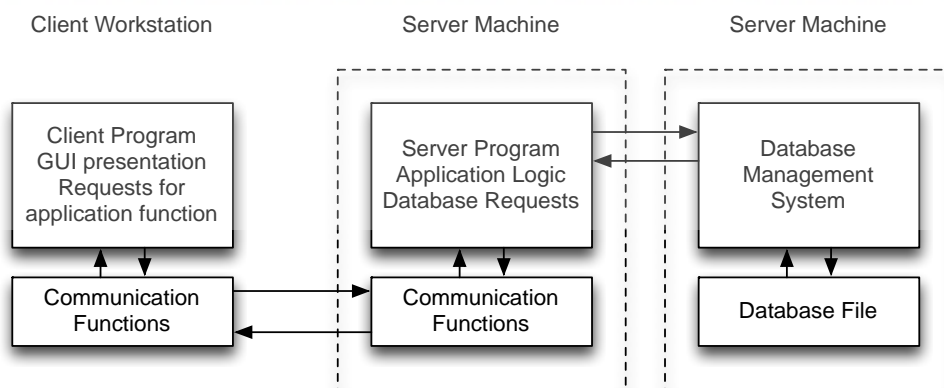 Client Workstation
Server Machine
Server Machine
Client Program
GUI presentation
Requests for
application function
Server Program
Application Logic
Database Requests
Database
Management
System
Communication
Functions
Communication
Functions
Database File